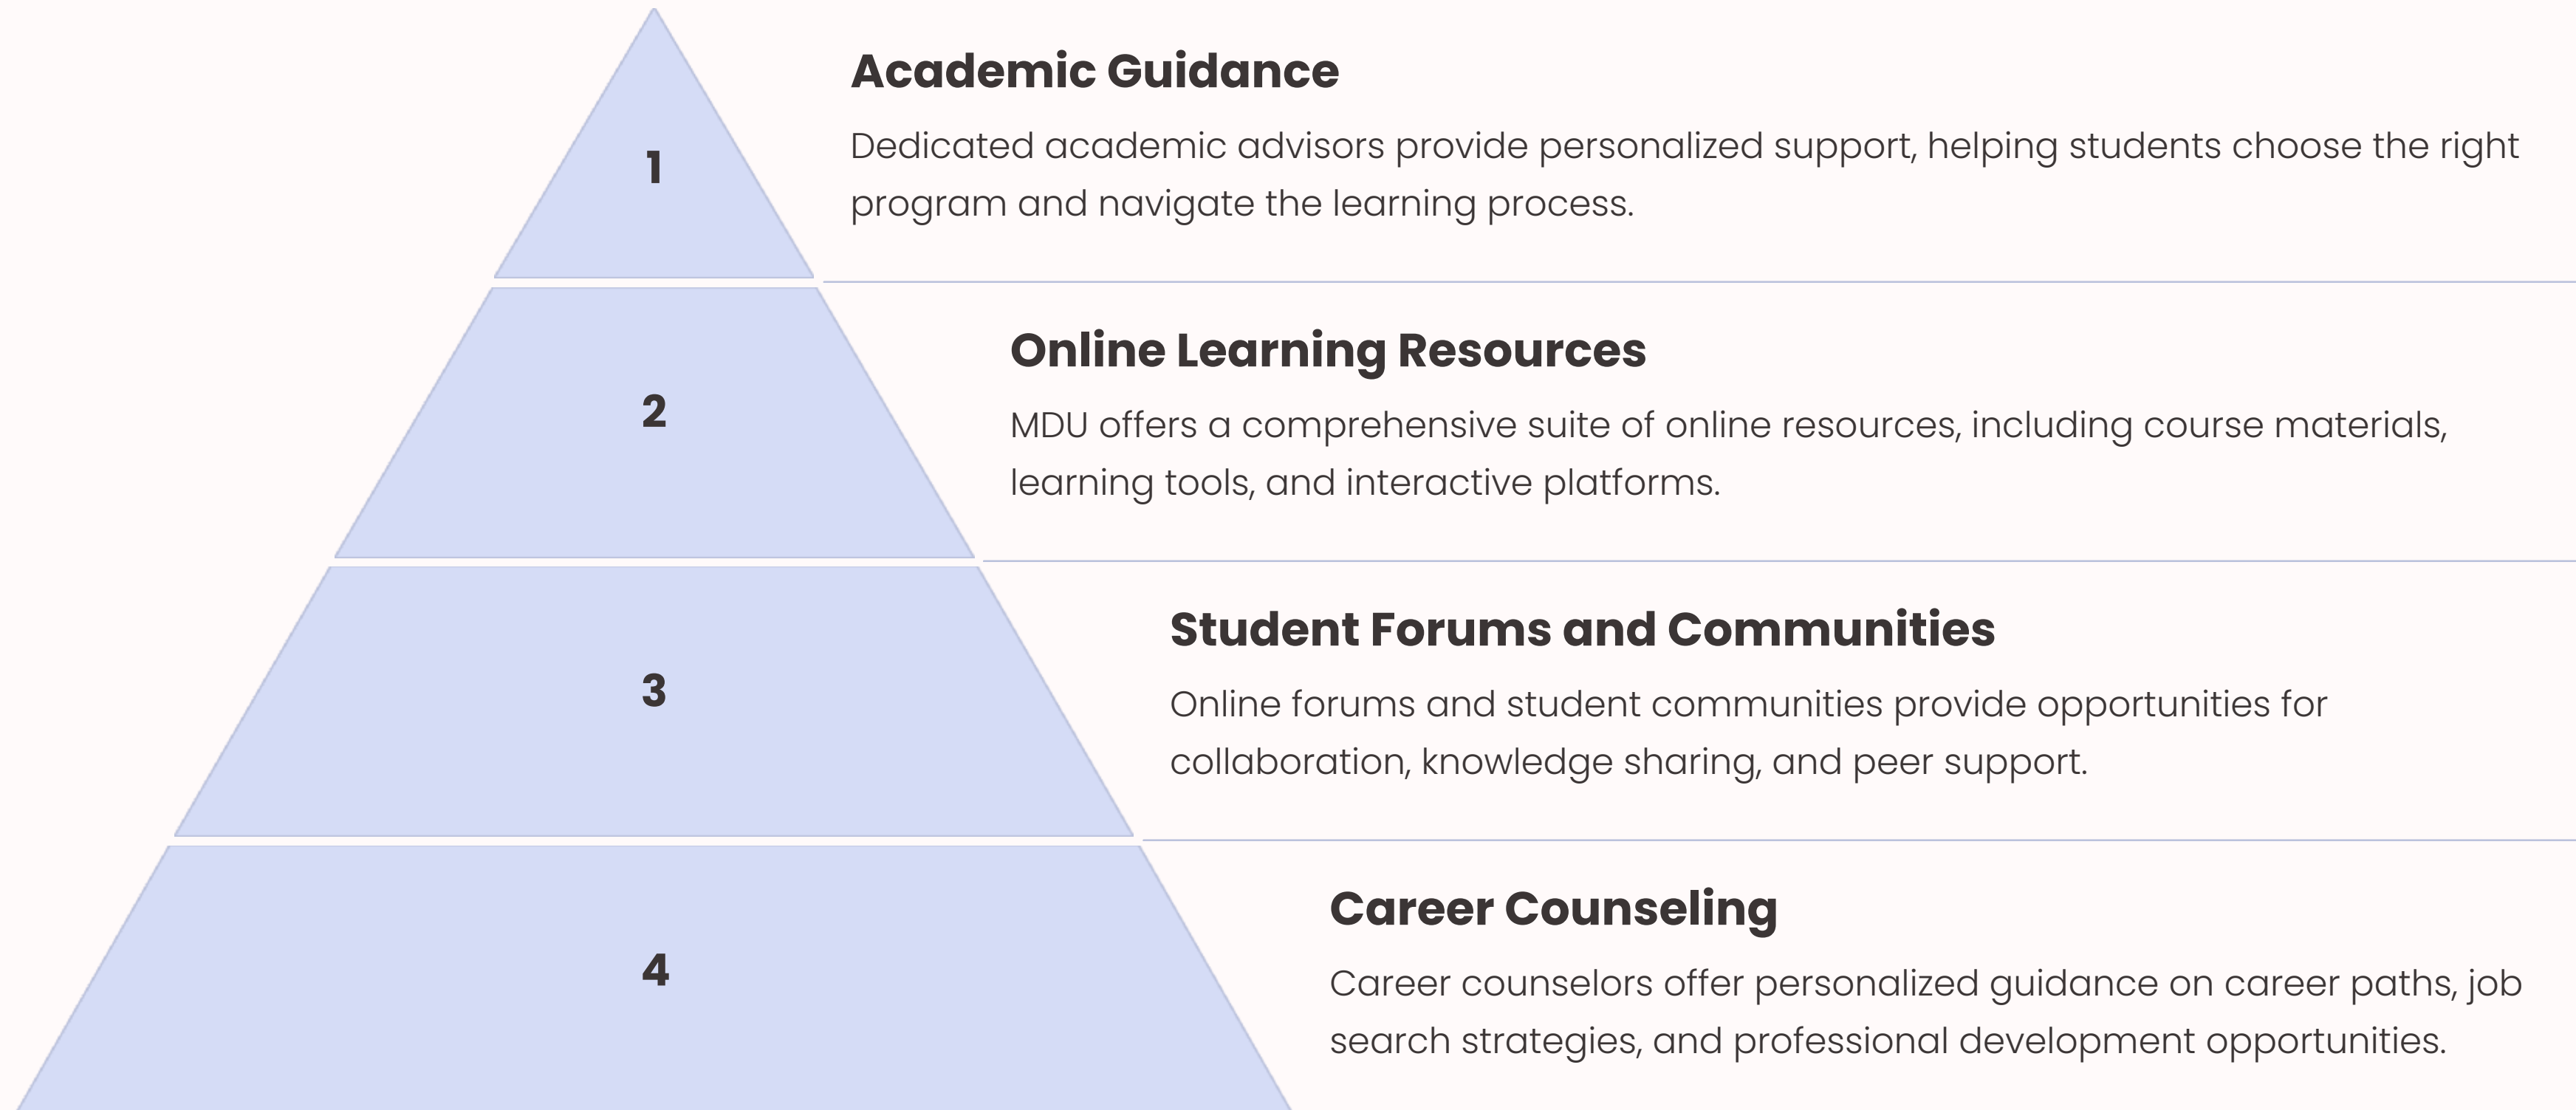 1
Academic Guidance
Dedicated academic advisors provide personalized support, helping students choose the right
program and navigate the learning process.
2
Online Learning Resources
MDU offers a comprehensive suite of online resources, including course materials,
learning tools, and interactive platforms.
3
Student Forums and Communities
Online forums and student communities provide opportunities for
collaboration, knowledge sharing, and peer support.
4
Career Counseling
Career counselors offer personalized guidance on career paths, job
search strategies, and professional development opportunities.